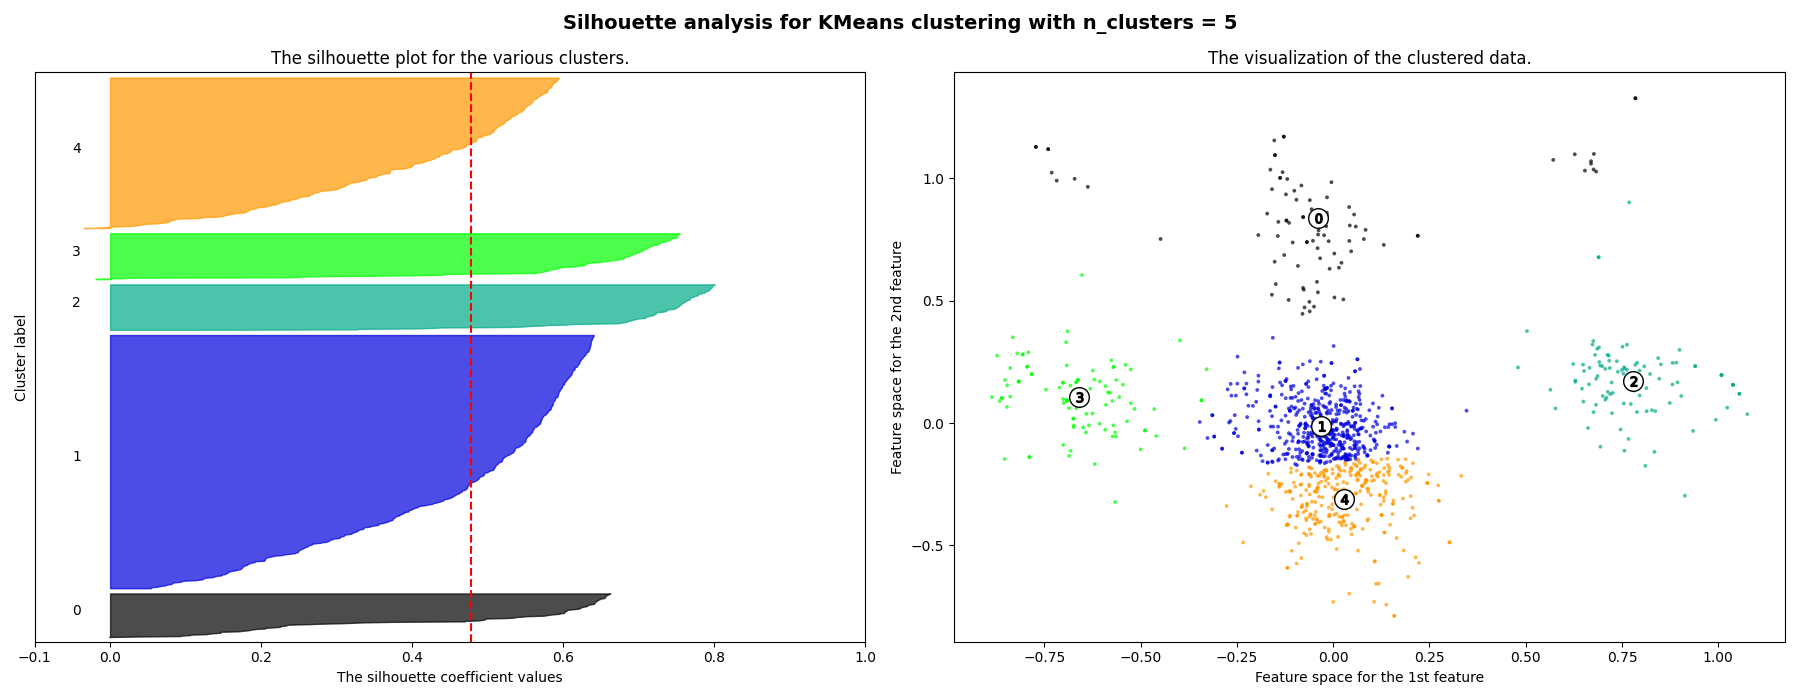 Silhouette analysis for KMeans clustering with n_clusters = 5
The silhouette plot for the various clusters.
Cluster label
4
3
2
1
0
−0.1 0.0 0.2 0.4 0.6 0.8 1.0
The silhouette coefficient values
The visualization of the clustered data.
Feature space for the 2nd feature
1.0
0.5
0.0
−0.5
0
3
2
1
4
−0.75 −0.50 −0.25 0.00 0.25 0.50 0.75 1.00
Feature space for the 1st feature